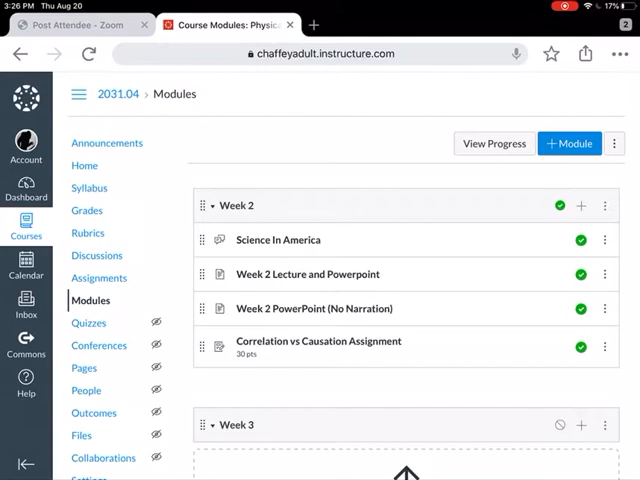 3:26 PM Thu Aug 20
17%
Post Attendee - Zoom
Course Modules: Physica
2
chaffeyadult.instructure.com
2031.04 > Modules
Account
Dashboard
Courses
Calendar
Inbox
Commons
Help
Announcements
Home
Syllabus
Grades
Rubrics
Discussions
Assignments
Modules
Quizzes
Conferences
Pages
People
Outcomes
Files
Collaborations
View Progress
+ Module
Week 2
Science In America
Week 2 Lecture and Powerpoint
Week 2 PowerPoint (No Narration)
Correlation vs Causation Assignment
30 pts
Week 3